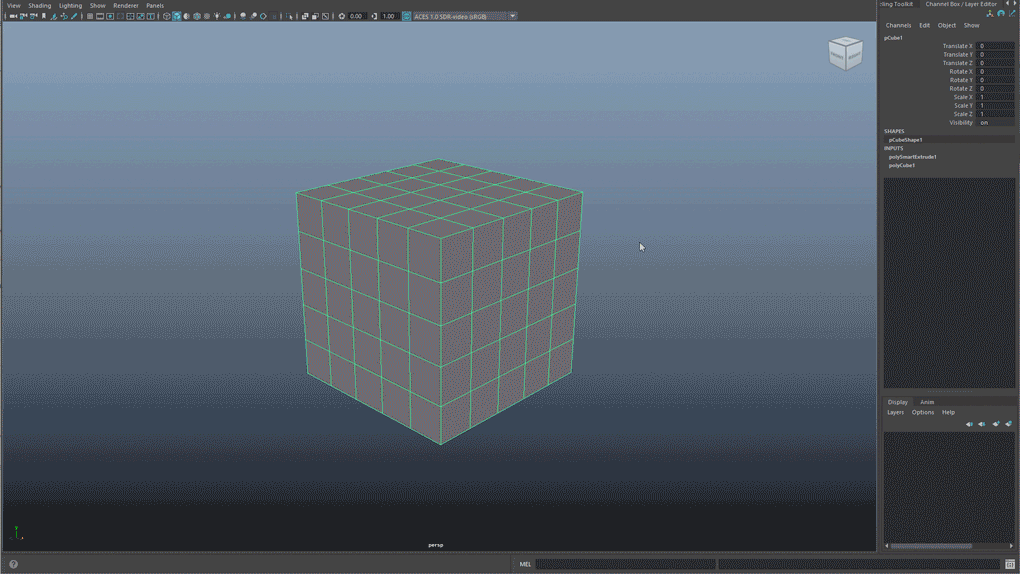 View Shading Lighting Show Renderer Panels
0.00 1.00 ACES 1.0 SDR-video (sRGB)
persp
MEL
Channel Box / Layer Editor
Channels Edit Object Show
pCube1
Translate X 0
Translate Y 0
Translate Z 0
Rotate X 0
Rotate Y 0
Rotate Z 0
Scale X 1
Scale Y 1
Scale Z 1
Visibility on
SHAPES
pCubeShape1
INPUTS
polySmartExtrude1
polyCube1
Display Anim
Layers Options Help